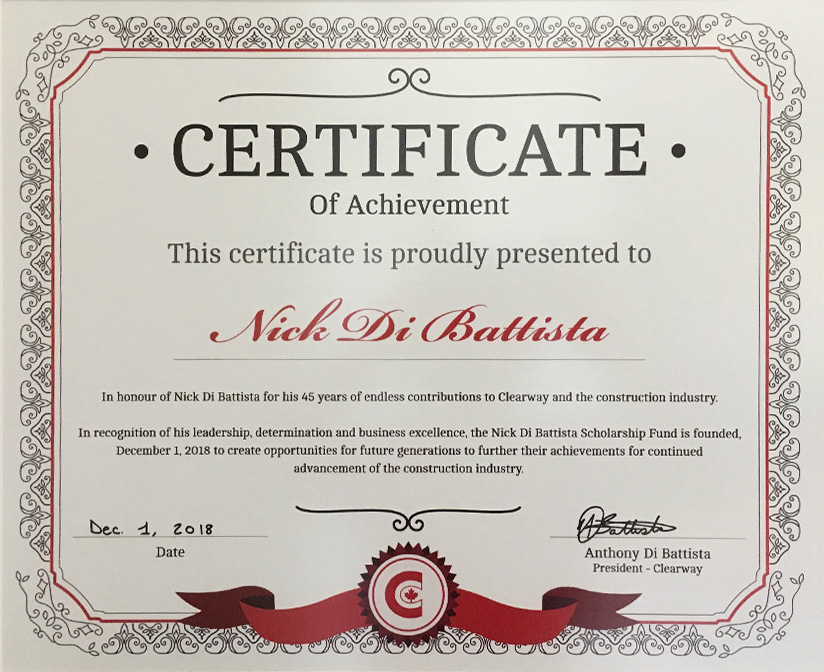 • CERTIFICATE •
Of Achievement
This certificate is proudly presented to
Nick Di Battista
In honour of Nick Di Battista for his 45 years of endless contributions to Clearway and the construction industry.
In recognition of his leadership, determination and business excellence, the Nick Di Battista Scholarship Fund is founded,
December 1, 2018 to create opportunities for future generations to further their achievements for continued
advancement of the construction industry.
Dec. 1, 2018
Date
A Battista
Anthony Di Battista
President - Clearway
C